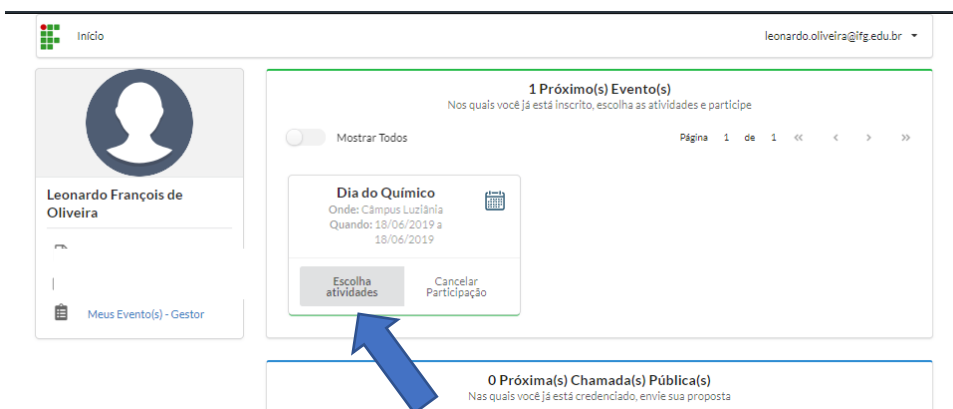 Início
leonardo.oliveira@ifg.edu.br
Leonardo François de
Oliveira
Meus Evento(s) - Gestor
1 Próximo(s) Evento(s)
Nos quais você já está inscrito, escolha as atividades e participe
Mostrar Todos
Página 1 de 1 « < > »
Dia do Químico
Onde: Câmpus Luziânia
Quando: 18/06/2019 a
18/06/2019
Escolha
atividades
Cancelar
Participação
0 Próxima(s) Chamada(s) Pública(s)
Nas quais você já está credenciado, envie sua proposta